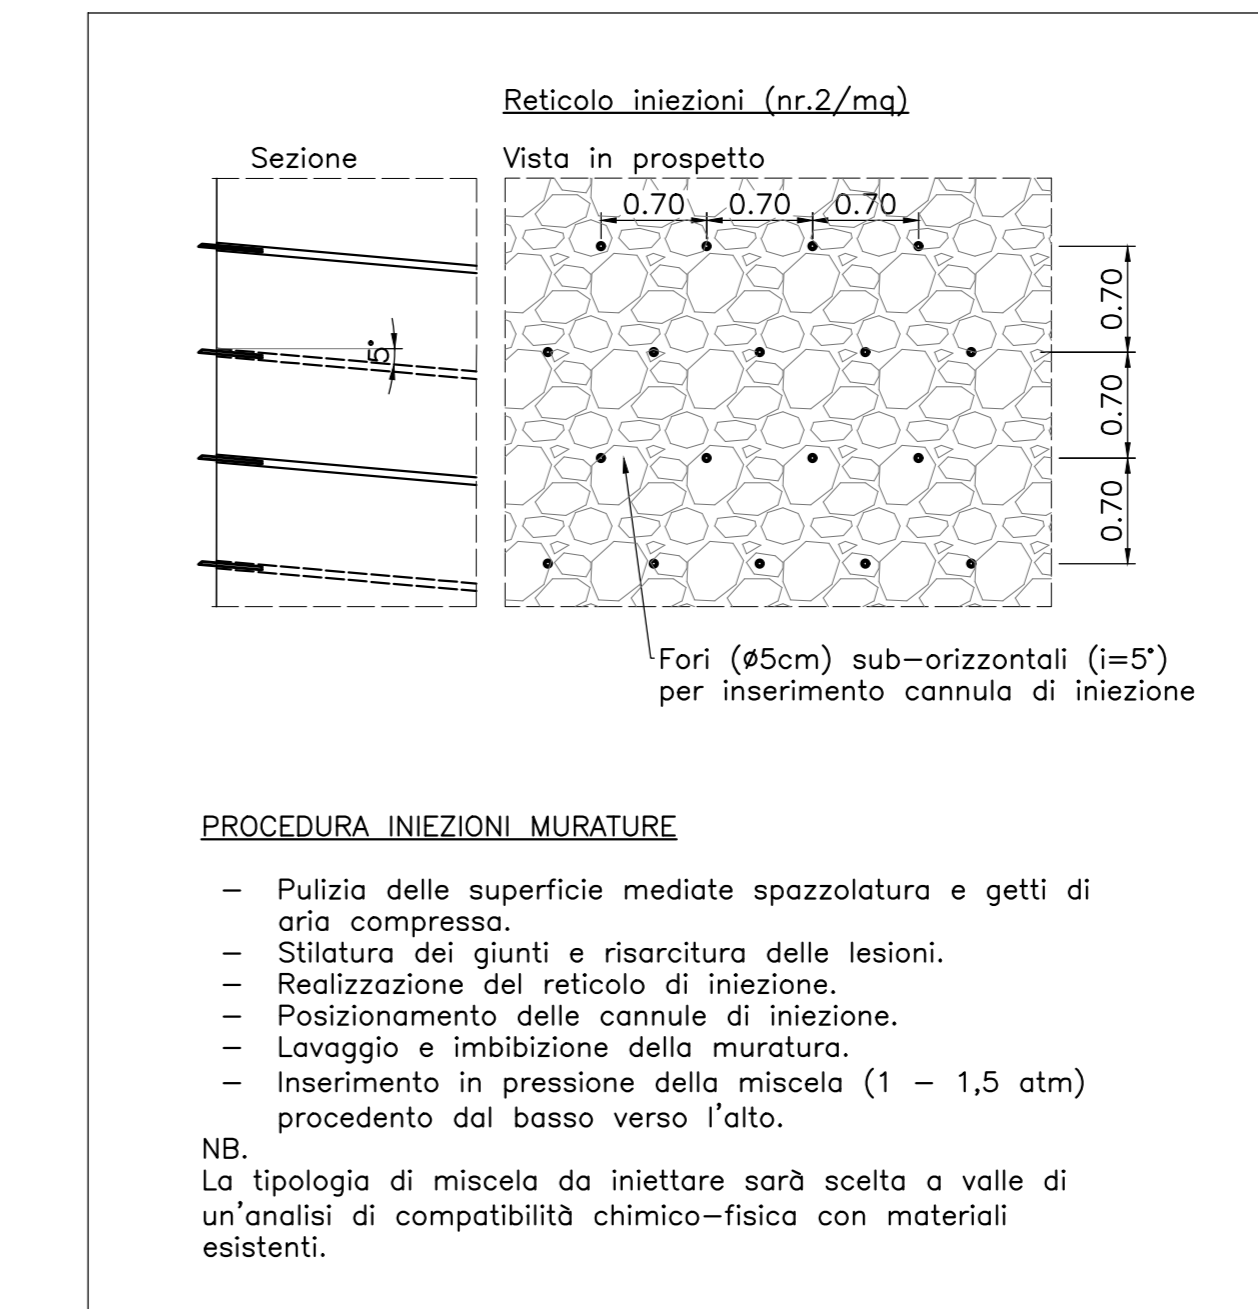 Reticolo iniezioni (nr.2/mq)
Sezione
Vista in prospetto
0.70
0.70
0.70
5°
0.70
0.70
0.70
Fori (ø5cm) sub-orizzontali (i=5°)
per inserimento cannula di iniezione
PROCEDURA INIEZIONI MURATURE
- Pulizia delle superficie mediate spazzolatura e getti di
aria compressa.
- Stilatura dei giunti e risarcitura delle lesioni.
- Realizzazione del reticolo di iniezione.
- Posizionamento delle cannule di iniezione.
- Lavaggio e imbibizione della muratura.
- Inserimento in pressione della miscela (1 - 1,5 atm)
procedento dal basso verso l'alto.
NB.
La tipologia di miscela da iniettare sarà scelta a valle di
un'analisi di compatibilità chimico-fisica con materiali
esistenti.